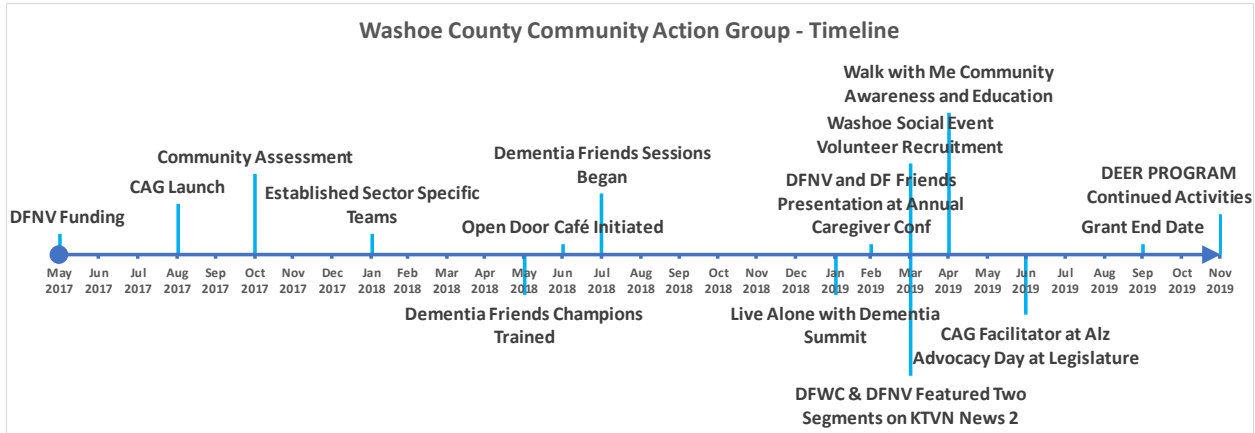 Washoe County Community Action Group - Timeline
Walk with Me Community
Awareness and Education
Washoe Social Event
Volunteer Recruitment
Community Assessment
Dementia Friends Sessions
Began
DFNV and DF Friends
Presentation at Annual
Caregiver Conf
DEER PROGRAM
Continued Activities
CAG Launch
Established Sector Specific
Teams
DFNV Funding
Open Door Café Initiated
Grant End Date
May Jun Jul Aug Sep Oct Nov Dec Jan Feb Mar Apr May Jun Jul Aug Sep Oct Nov Dec Jan Feb Mar Apr May Jun Jul Aug Sep Oct Nov
2017 2017 2017 2017 2017 2017 2017 2017 2018 2018 2018 2018 2018 2018 2018 2018 2018 2018 2018 2018 2019 2019 2019 2019 2019 2019 2019 2019 2019 2019 2019
Dementia Friends Champions
Trained
Live Alone with Dementia
Summit
CAG Facilitator at Alz
Advocacy Day at Legislature
DFWC & DFNV Featured Two
Segments on KTVN News 2